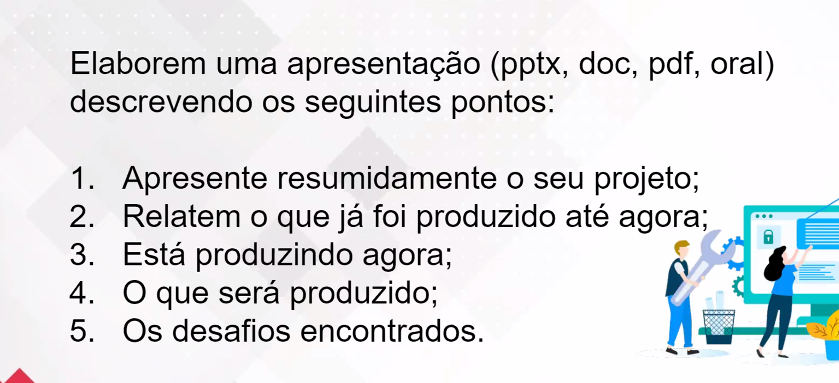 Elaborem uma apresentação (pptx, doc, pdf, oral)
descrevendo os seguintes pontos:
1. Apresente resumidamente o seu projeto;
2. Relatem o que já foi produzido até agora;
3. Está produzindo agora;
4. O que será produzido;
5. Os desafios encontrados.